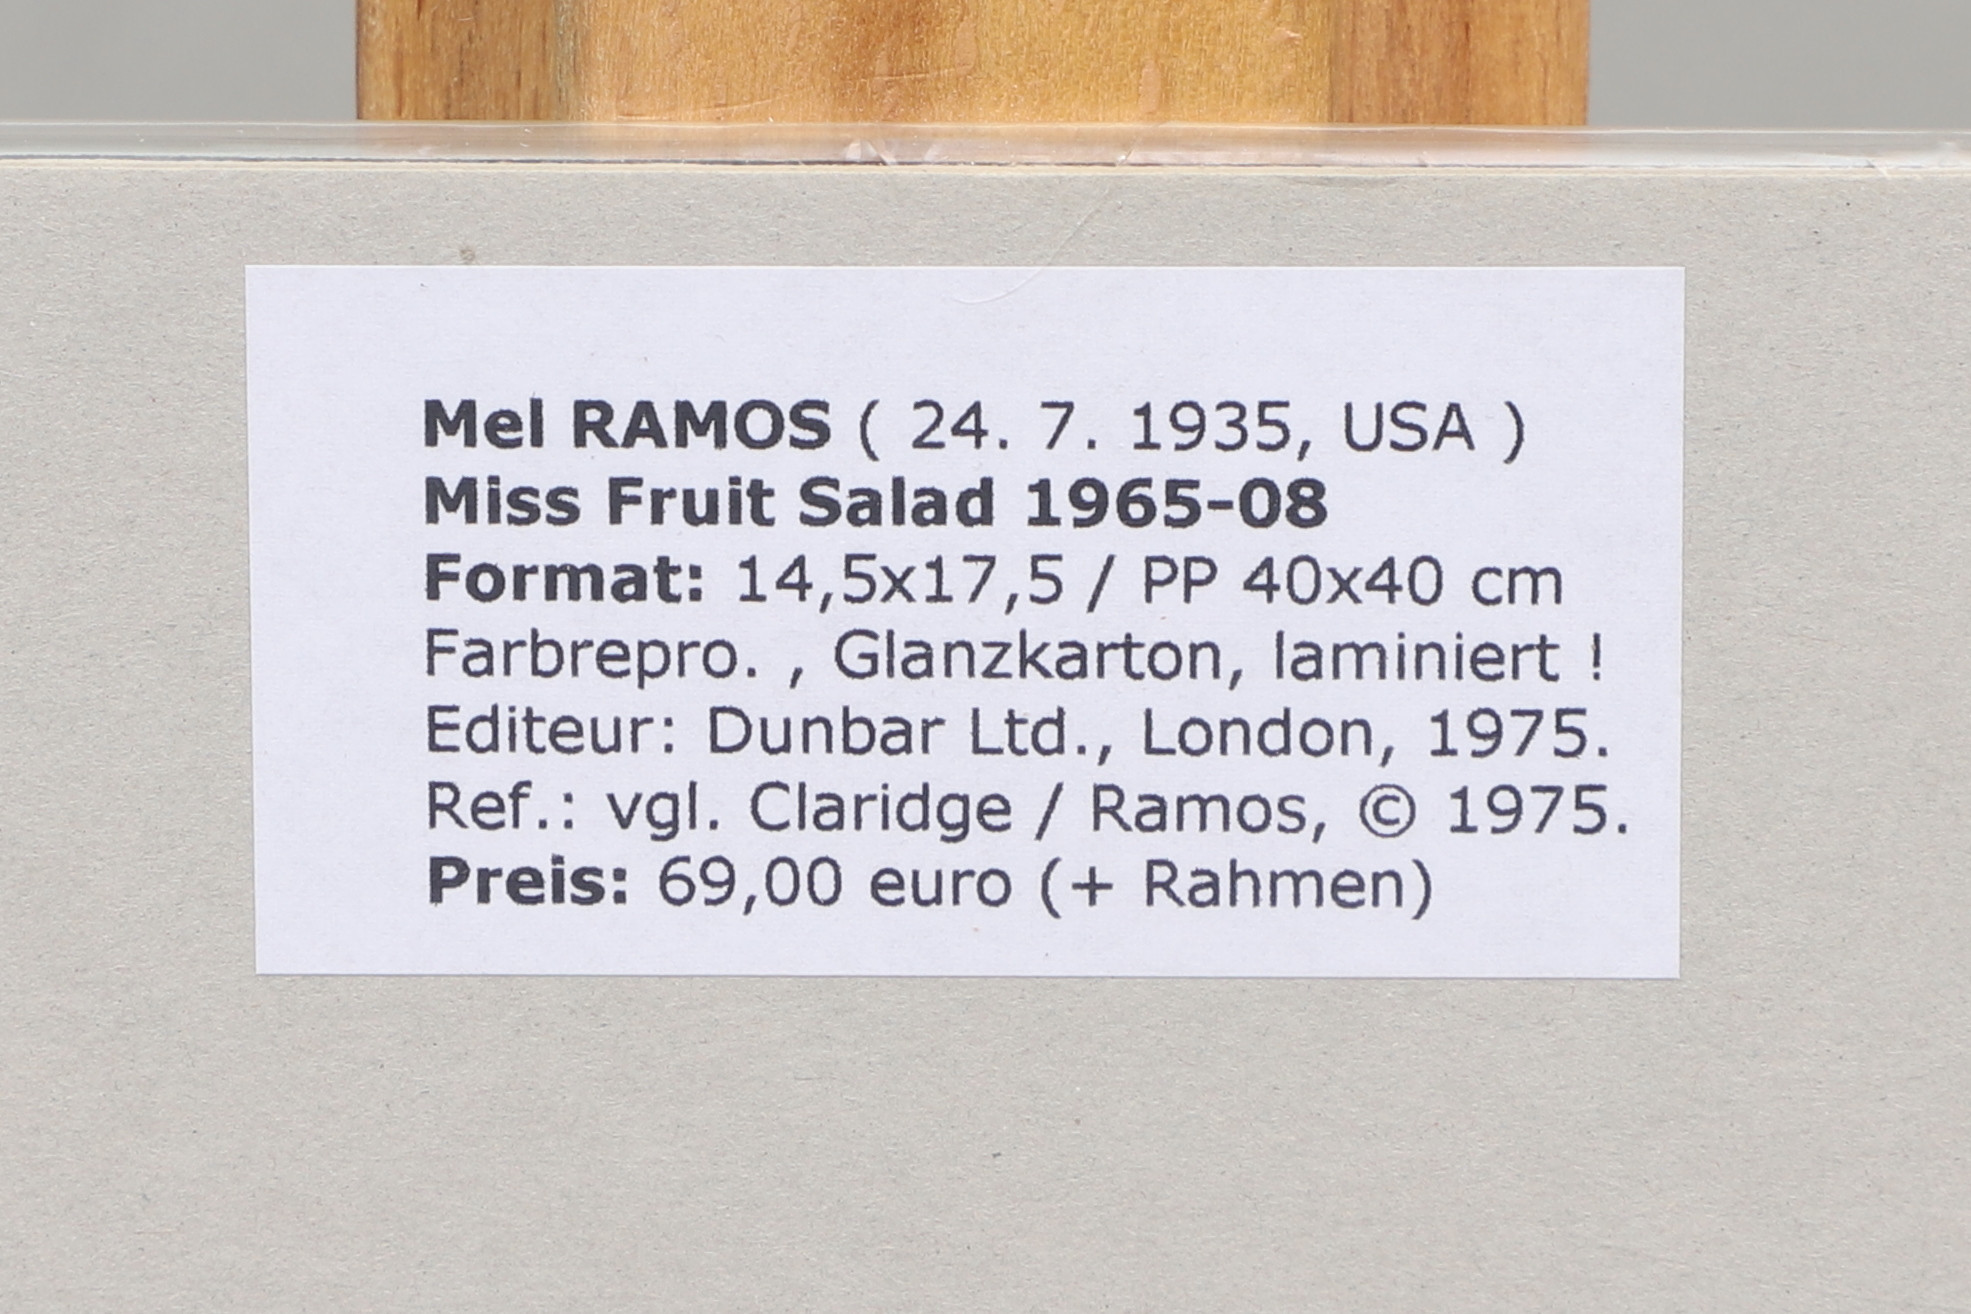 Mel RAMOS ( 24. 7. 1935, USA )
Miss Fruit Salad 1965-08
Format: 14,5x17,5 / PP 40x40 cm
Farbrepro. , Glanzkarton, laminiert !
Editeur: Dunbar Ltd., London, 1975.
Ref.: vgl. Claridge / Ramos, © 1975.
Preis: 69,00 euro (+ Rahmen)